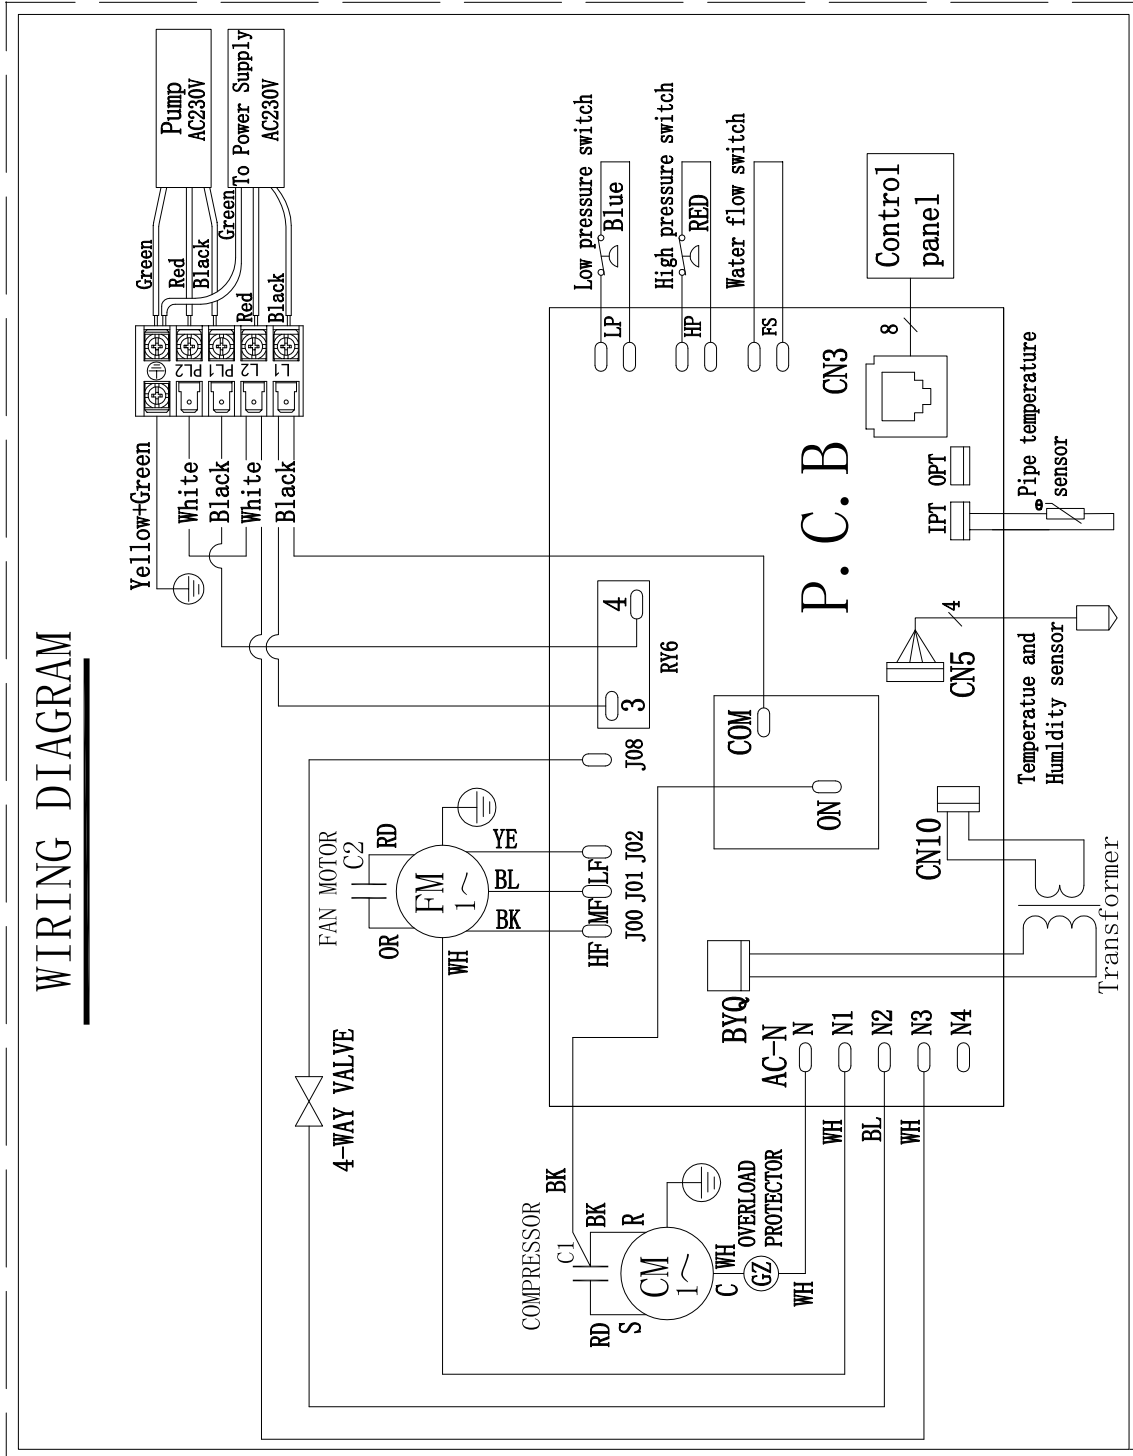 WIRING DIAGRAM
Pump
AC230V
To Power Supply
AC230V
Green
Red
Black
Green
Red
Black
PL2
PL1
L2
L1
Yellow+Green
White
Black
White
Black
4-WAY VALVE
FAN MOTOR
C2
OR
RD
FM
1~
WH
BK
BL
YE
HF
MF
LF
J00
J01
J02
J08
3
4
RY6
Low pressure switch
Blue
LP
High pressure switch
RED
HP
Water flow switch
FS
COMPRESSOR
C1
BK
RD
BK
S
R
CM
1~
C
WH
GZ
OVERLOAD
PROTECTOR
WH
WH
BL
WH
BYQ
AC-N
N
N1
N2
N3
N4
COM
ON
P. C. B
CN3
8
Control
panel
CN10
CN5
4
IPT
OPT
Transformer
Temperatue and
Humldity sensor
Pipe temperature
sensor
θ